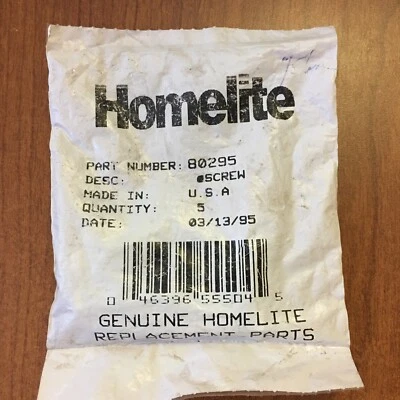 Homelite
PART NUMBER: 80295
DESC: SCREW
MADE IN: U.S.A
QUANTITY: 5
DATE: 03/13/95
0 46396 55504 5
GENUINE HOMELITE
REPLACEMENT PARTS